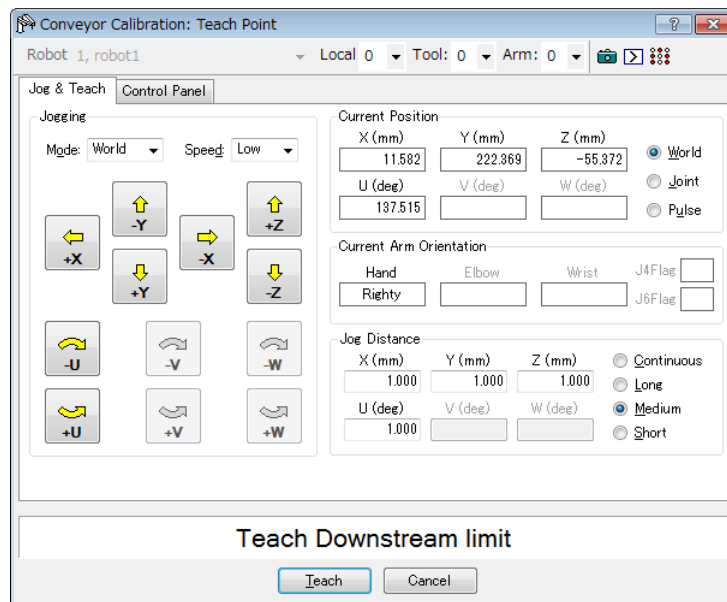 Conveyor Calibration: Teach Point
Robot 1, robot1 Local 0 Tool: 0 Arm: 0
Jog & Teach Control Panel
Jogging
Mode: World Speed: Low
+X -Y -X +Z
+Y -Z
-U -V -W
+U +V +W
Current Position
X (mm) Y (mm) Z (mm)
11.582 222.369 -55.372
U (deg) V (deg) W (deg)
137.515
World
Joint
Pulse
Current Arm Orientation
Hand Elbow Wrist J4Flag
Righty J6Flag
Jog Distance
X (mm) Y (mm) Z (mm)
1.000 1.000 1.000
U (deg) V (deg) W (deg)
1.000
Continuous
Long
Medium
Short
Teach Downstream limit
Teach Cancel